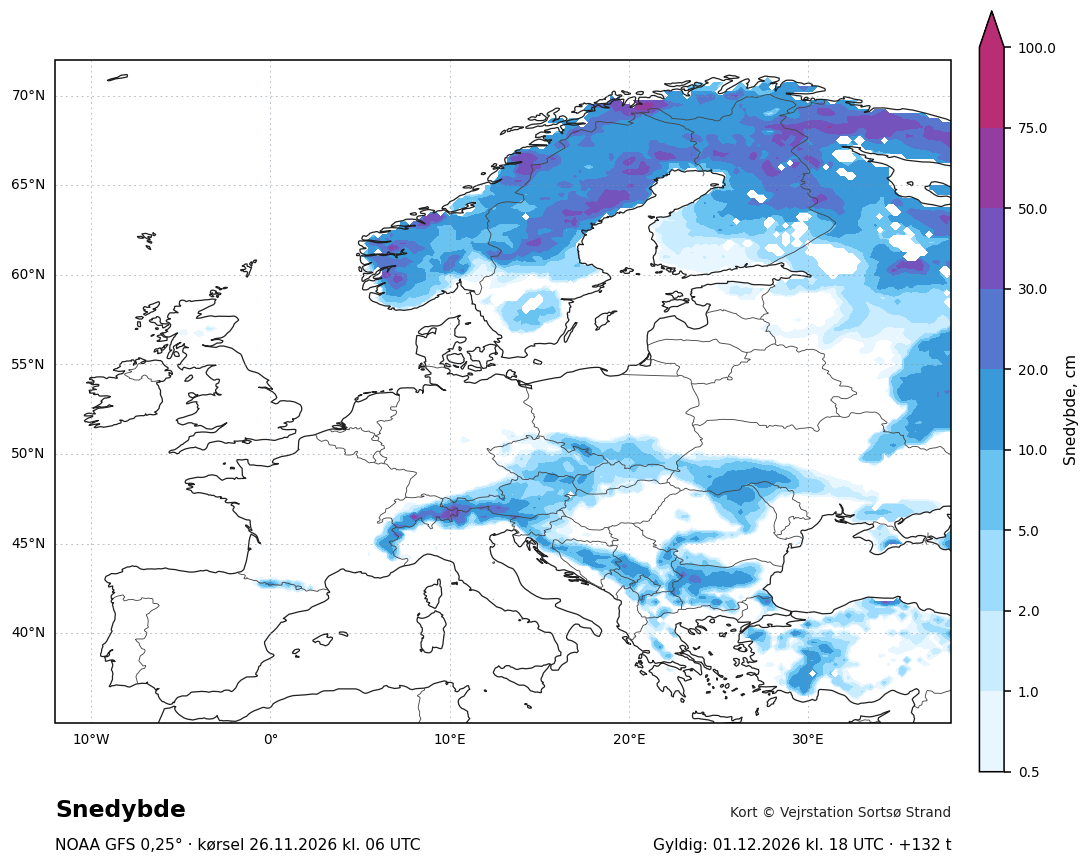 100.0
70°N
75.0
65°N
50.0
60°N
30.0
55°N
20.0
Snedybde, cm
50°N
10.0
5.0
45°N
2.0
40°N
1.0
10°W 0° 10°E 20°E 30°E
0.5
Snedybde
Kort © Vejrstation Sortsø Strand
NOAA GFS 0,25° · kørsel 26.11.2026 kl. 06 UTC
Gyldig: 01.12.2026 kl. 18 UTC · +132 t